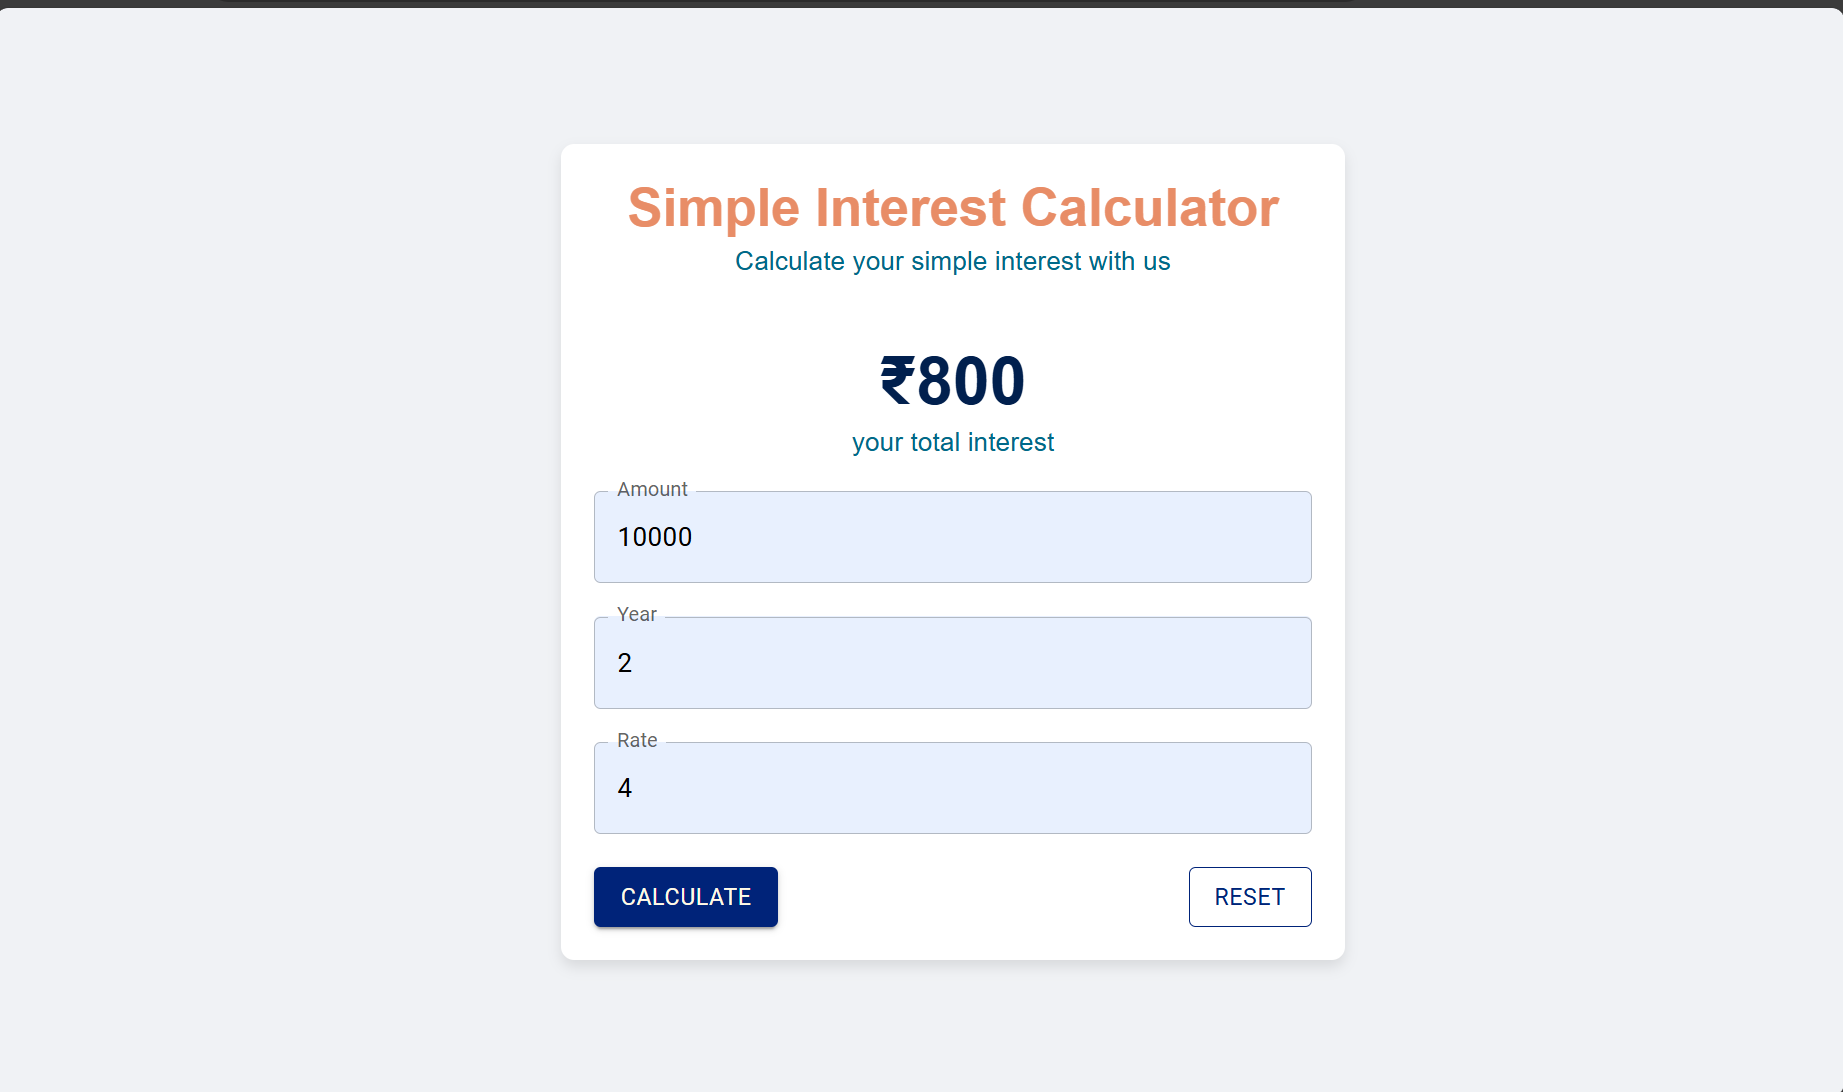 Simple Interest Calculator
Calculate your simple interest with us
₹800
your total interest
Amount
10000
Year
2
Rate
4
CALCULATE RESET